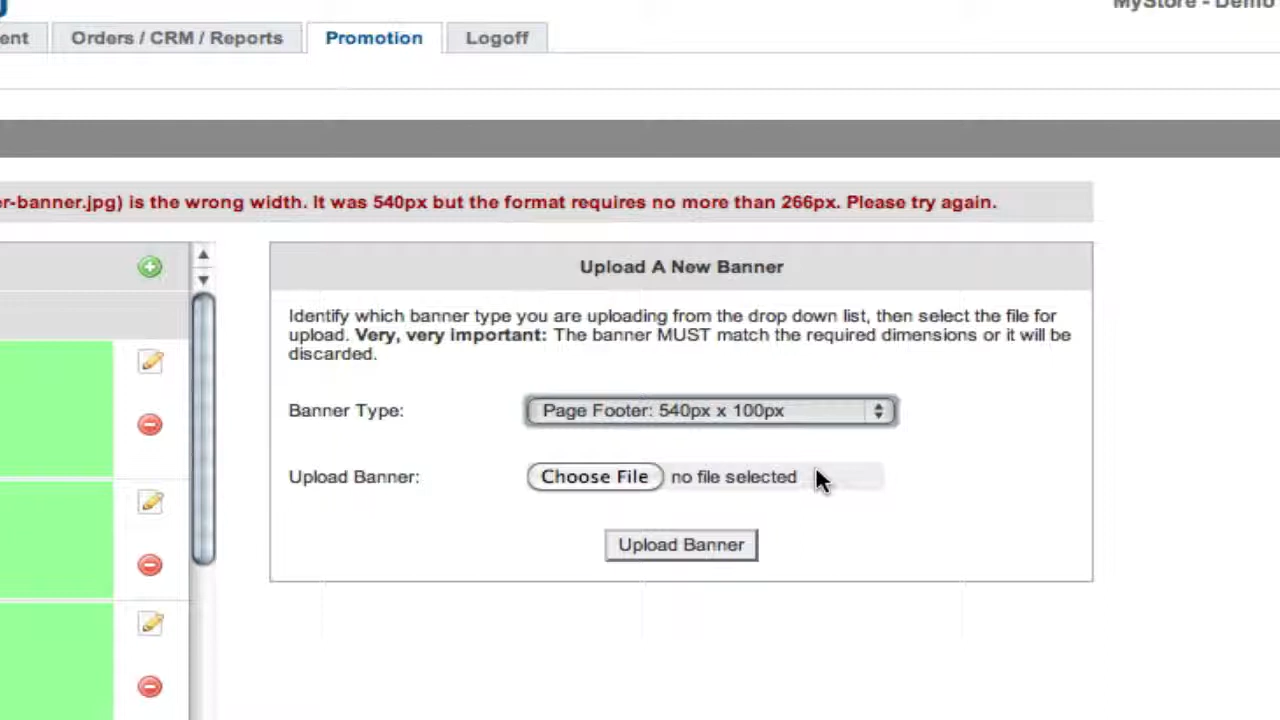 MyStore - Demo
ent
Orders / CRM / Reports
Promotion
Logoff
er-banner.jpg) is the wrong width. It was 540px but the format requires no more than 266px. Please try again.
Upload A New Banner
Identify which banner type you are uploading from the drop down list, then select the file for
upload. Very, very important: The banner MUST match the required dimensions or it will be
discarded.
Banner Type:
Page Footer: 540px x 100px
Upload Banner:
Choose File no file selected
Upload Banner